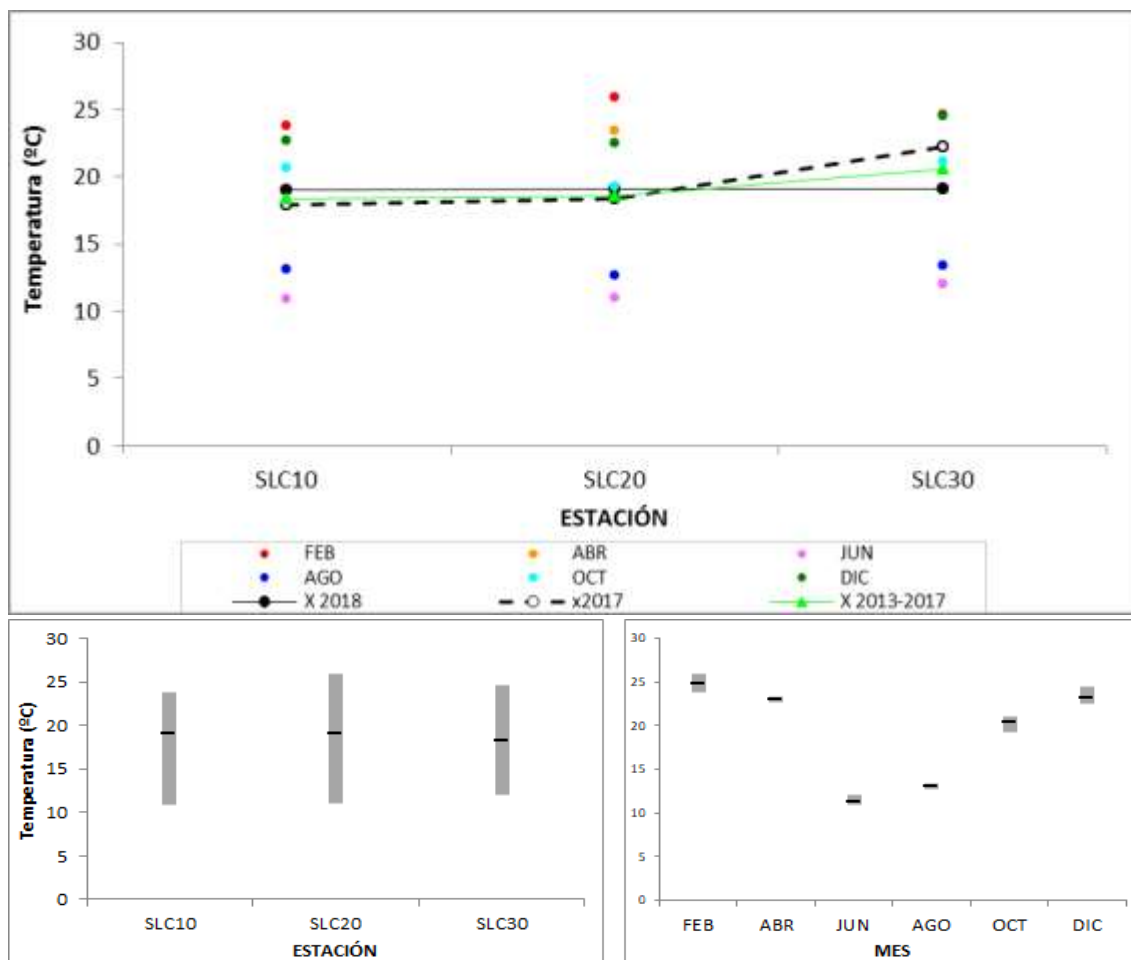 Temperatura (ºC)
30
25
20
15
10
5
0
SLC10 SLC20 SLC30
ESTACIÓN
FEB ABR JUN
AGO OCT DIC
X 2018 x2017 X 2013-2017
Temperatura (ºC)
30
25
20
15
10
5
0
SLC10 SLC20 SLC30
ESTACIÓN
30
25
20
15
10
5
0
FEB ABR JUN AGO OCT DIC
MES